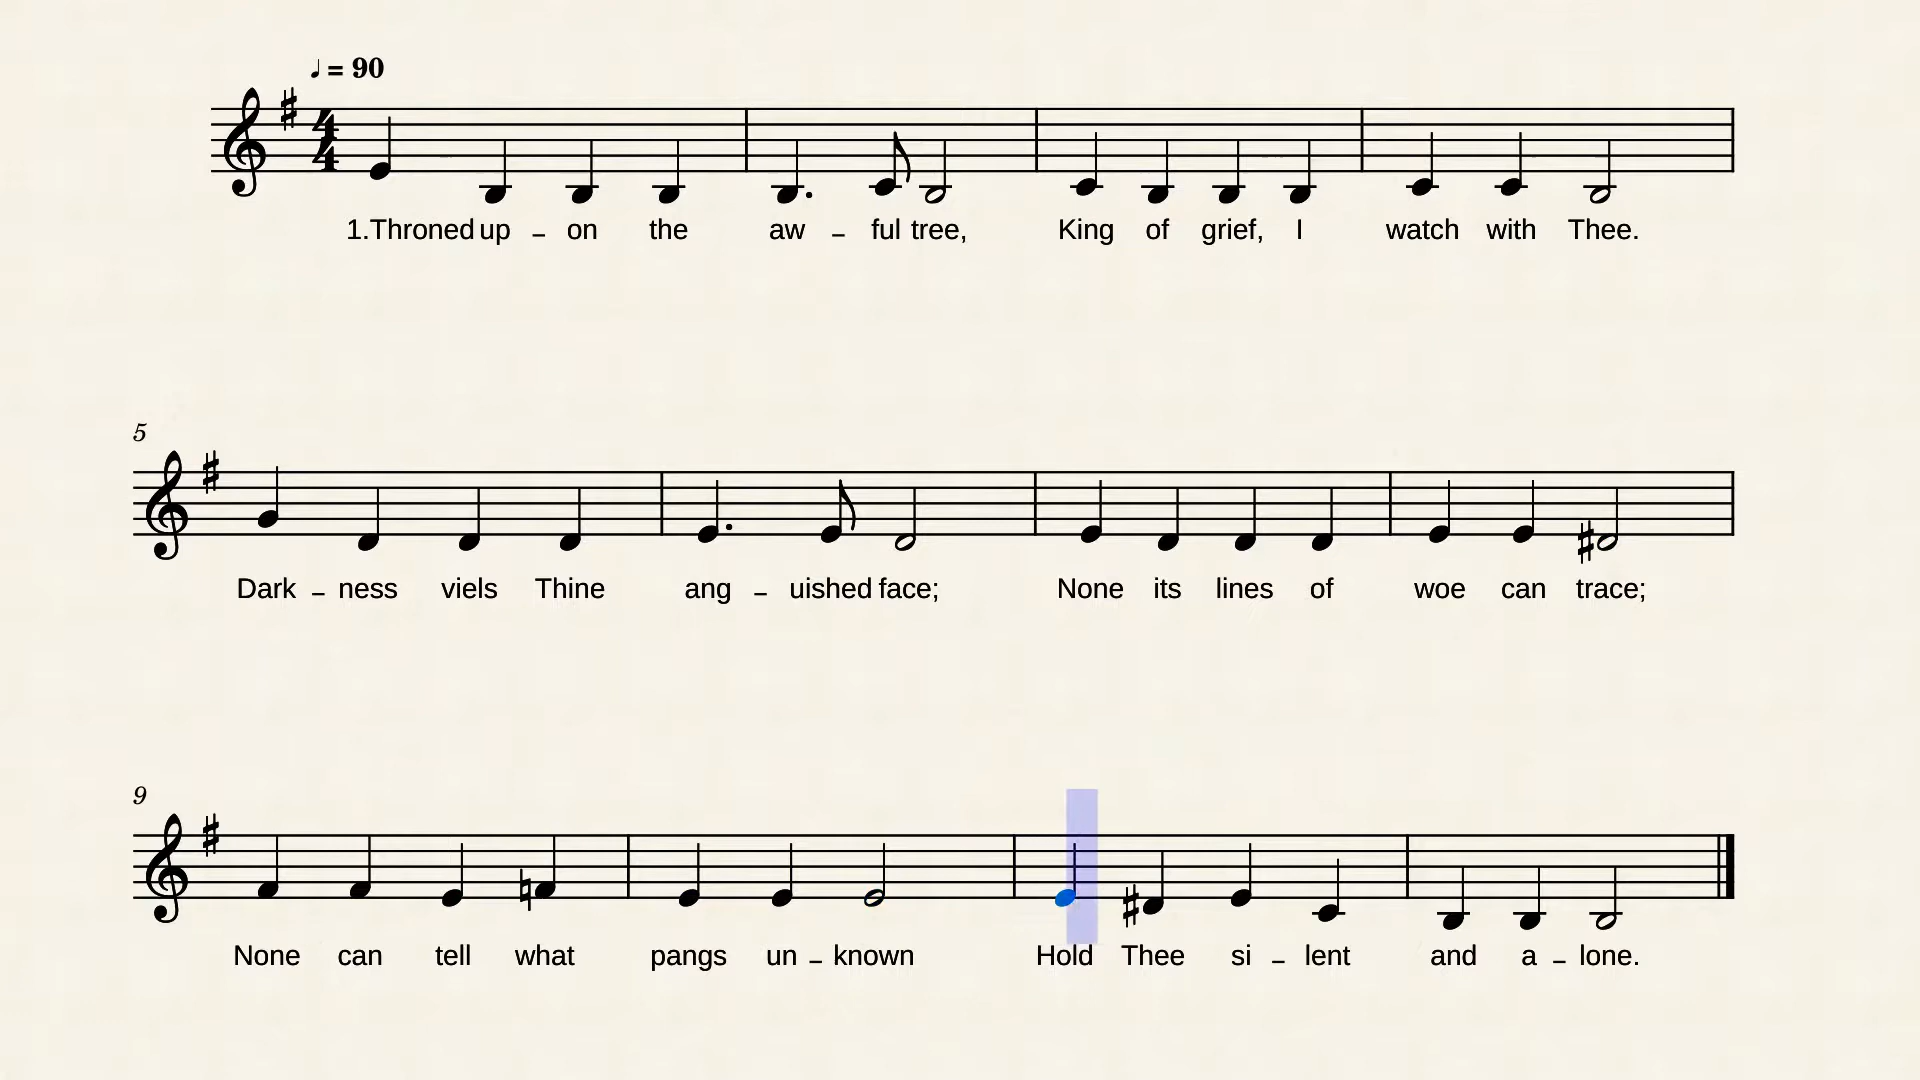 ♩ = 90
1.Throned up – on the aw – ful tree, King of grief, I watch with Thee.
5
Dark – ness viels Thine ang – uished face; None its lines of woe can trace;
9
None can tell what pangs un – known Hold Thee si – lent and a – lone.